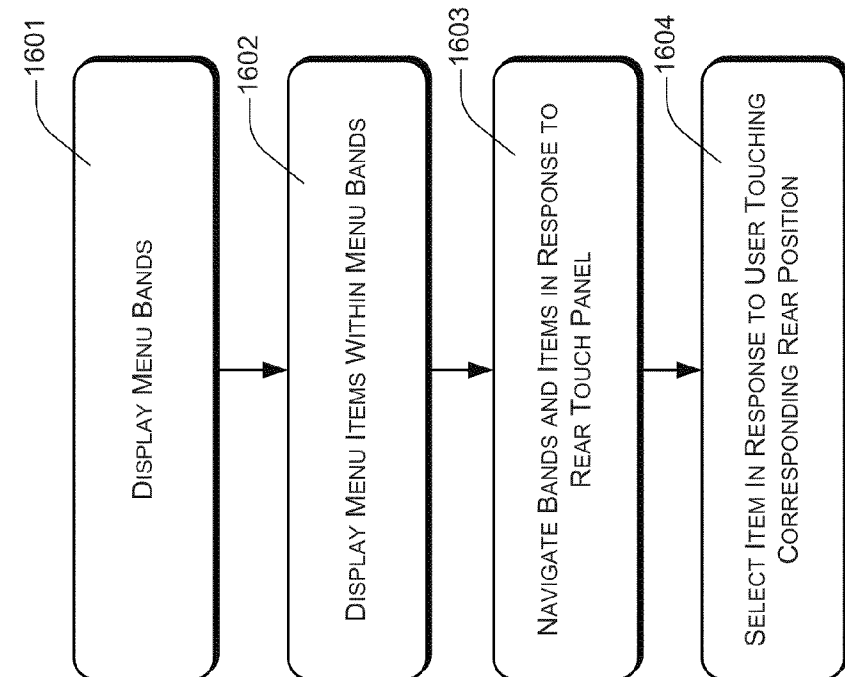 1601
DISPLAY MENU BANDS
1602
DISPLAY MENU ITEMS WITHIN MENU BANDS
1603
NAVIGATE BANDS AND ITEMS IN RESPONSE TO
REAR TOUCH PANEL
1604
SELECT ITEM IN RESPONSE TO USER TOUCHING
CORRESPONDING REAR POSITION